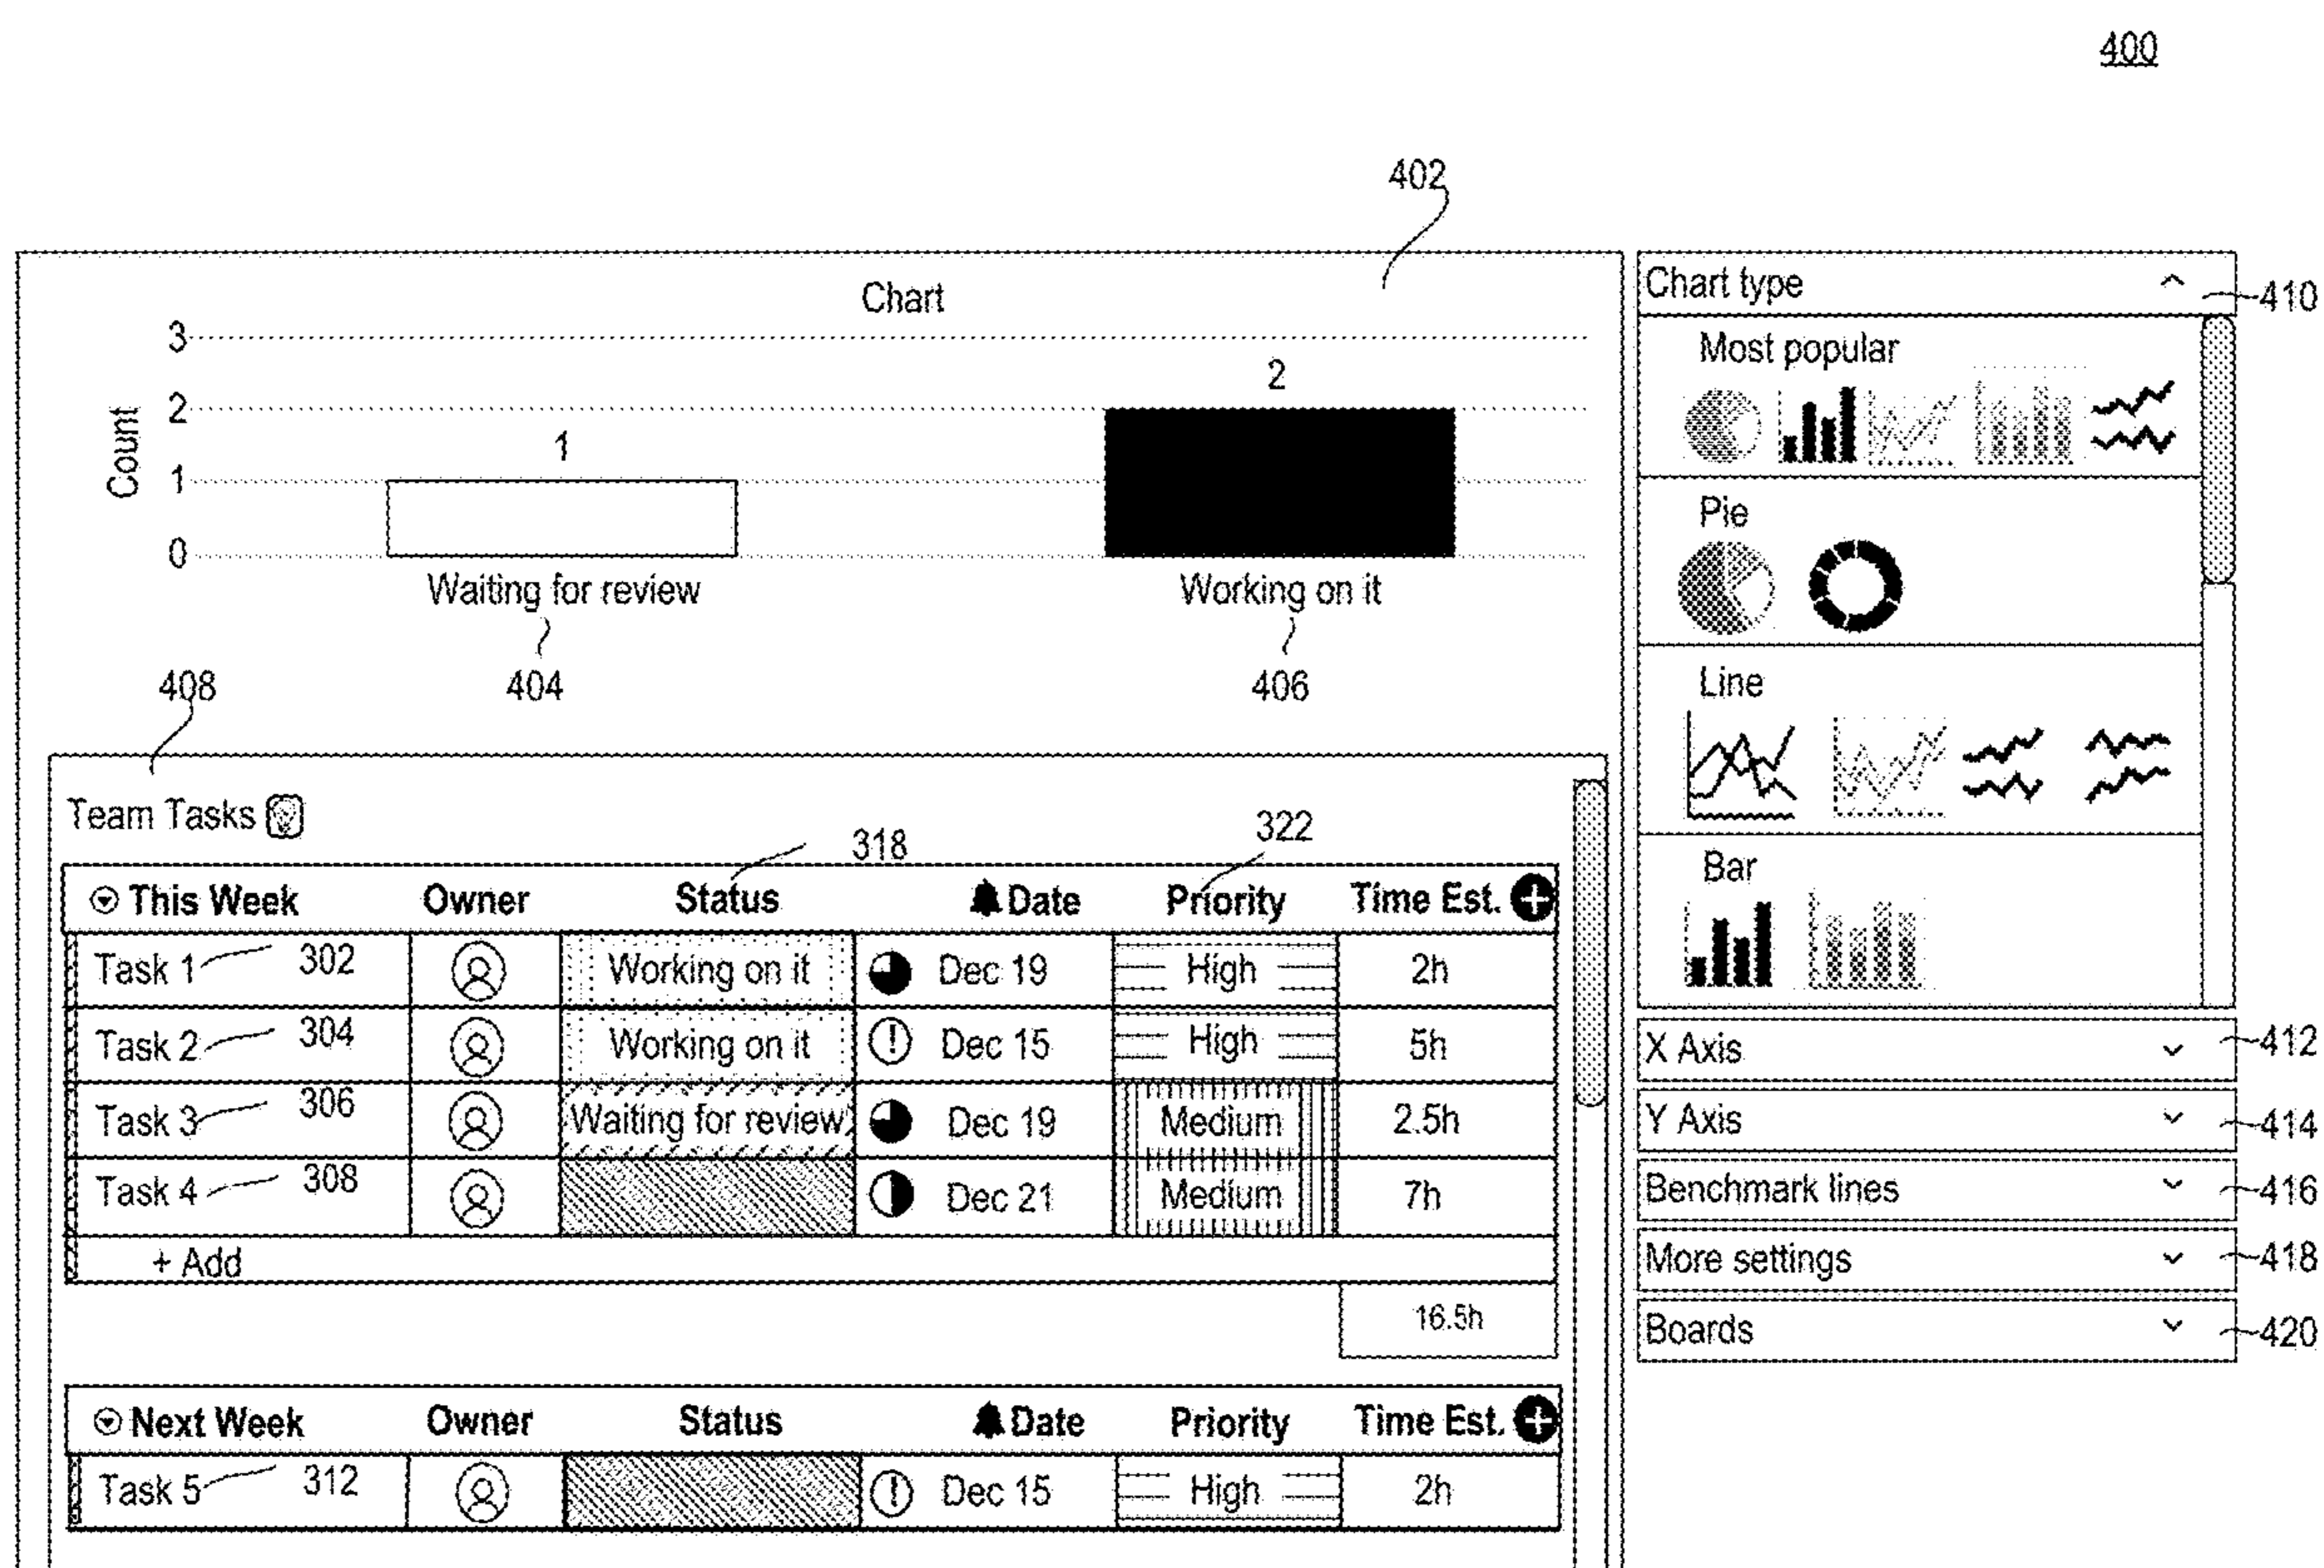 400
402
Chart
3
2
1
0
Count
1
2
Waiting for review
Working on it
404
406
408
Team Tasks
318
322
This Week Owner Status Date Priority Time Est. +
Task 1 302 Working on it Dec 19 High 2h
Task 2 304 Working on it ! Dec 15 High 5h
Task 3 306 Waiting for review Dec 19 Medium 2.5h
Task 4 308 Dec 21 Medium 7h
+ Add
16.5h
Next Week Owner Status Date Priority Time Est. +
Task 5 312 ! Dec 15 High 2h
Chart type 410
Most popular
Pie
Line
Bar
X Axis 412
Y Axis 414
Benchmark lines 416
More settings 418
Boards 420